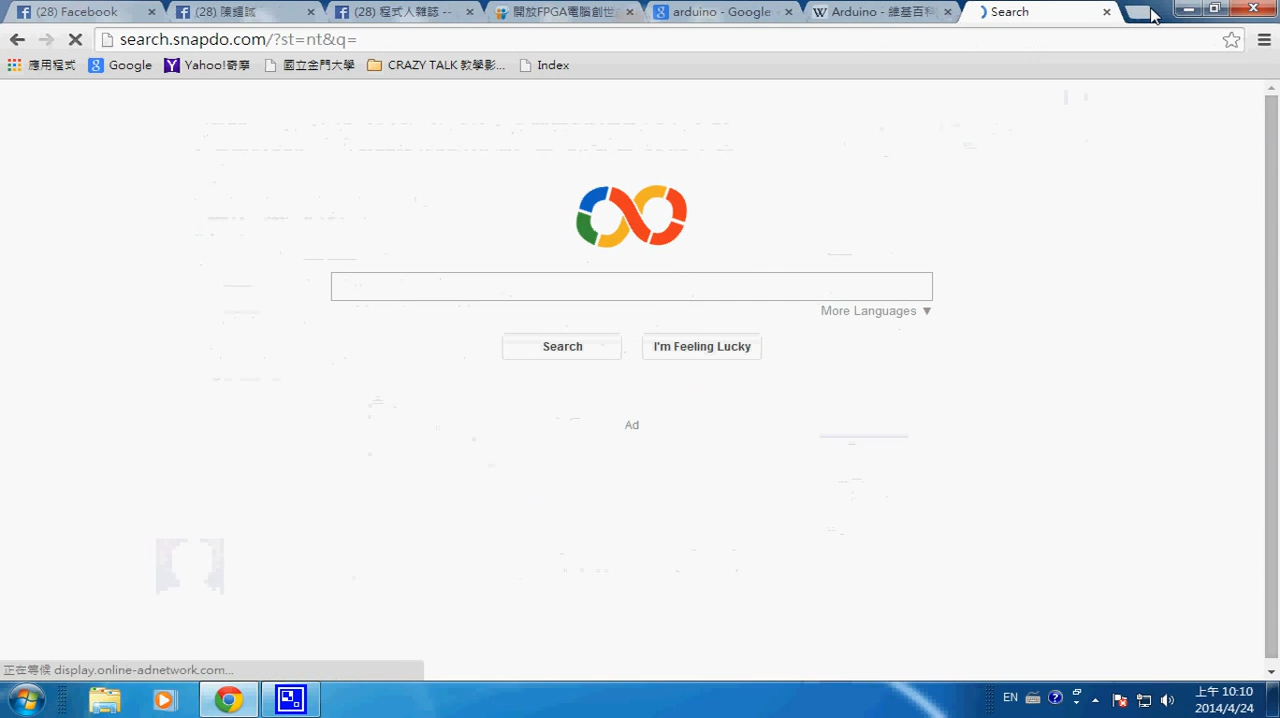 (28) Facebook
(28) 陳鍾誠
(28) 程式人雜誌 --
開放FPGA電腦創世
arduino - Google
Arduino - 維基百科
Search
search.snapdo.com/?st=nt&q=
應用程式
Google
Yahoo!奇摩
國立金門大學
CRAZY TALK 教學影...
Index
More Languages ▼
Search
I'm Feeling Lucky
Ad
正在等候 display.online-adnetwork.com...
EN
上午 10:10
2014/4/24